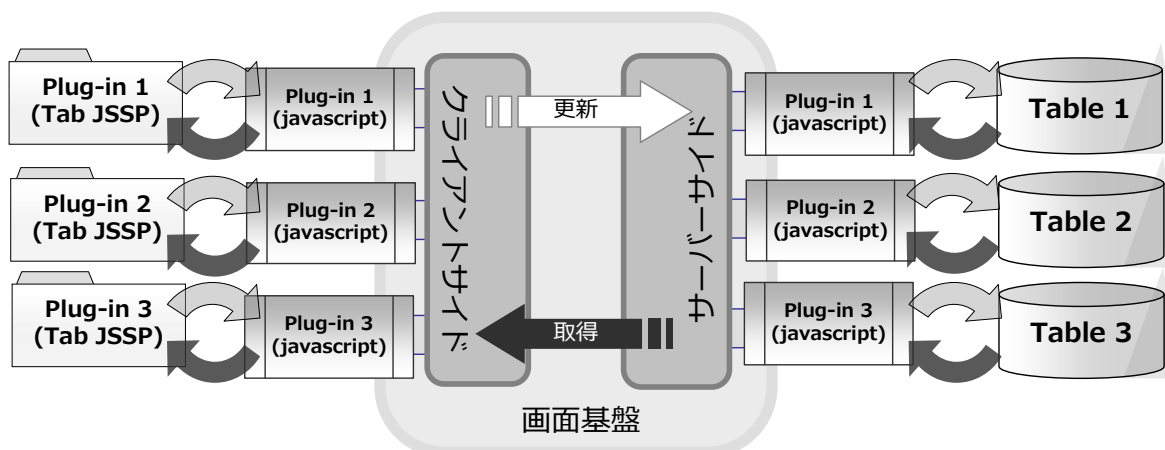 Plug-in 1
(Tab JSSP)
Plug-in 1
(javascript)
クライアントサイド
更新
サーバーサイド
Plug-in 1
(javascript)
Table 1
Plug-in 2
(Tab JSSP)
Plug-in 2
(javascript)
Plug-in 2
(javascript)
Table 2
Plug-in 3
(Tab JSSP)
Plug-in 3
(javascript)
取得
Plug-in 3
(javascript)
Table 3
画面基盤